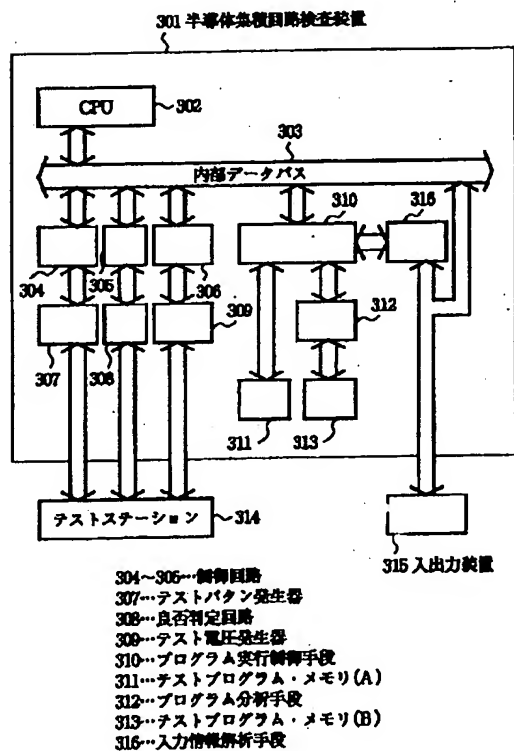 301 半導体集積回路検査装置
CPU
302
303
内部データバス
310
316
304
305
306
309
312
307
308
311
313
テストステーション
314
315 入出力装置
304~306…制御回路
307…テストパタン発生器
308…良否判定回路
309…テスト電圧発生器
310…プログラム実行制御手段
311…テストプログラム・メモリ(A)
312…プログラム分析手段
313…テストプログラム・メモリ(B)
316…入力情報解析手段